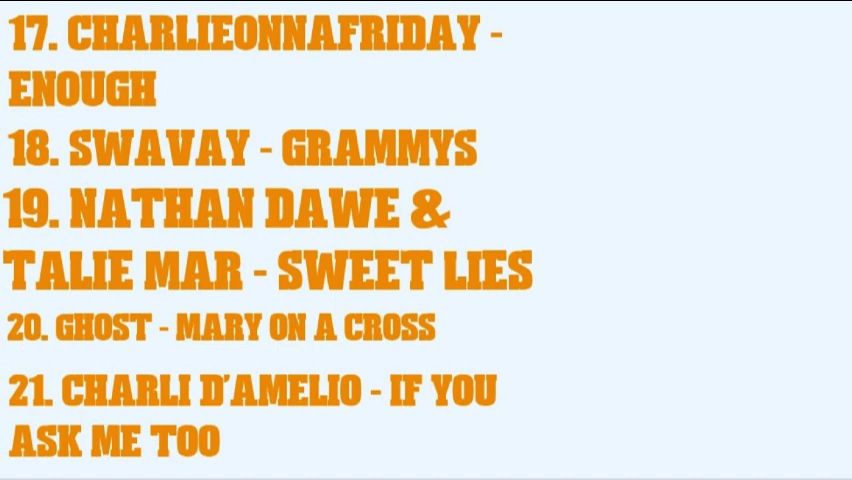 17. CHARLIEONNAFRIDAY -
ENOUGH
18. SWAVAY - GRAMMYS
19. NATHAN DAWE &
TALIE MAR - SWEET LIES
20. GHOST - MARY ON A CROSS
21. CHARLI D'AMELIO - IF YOU
ASK ME TOO